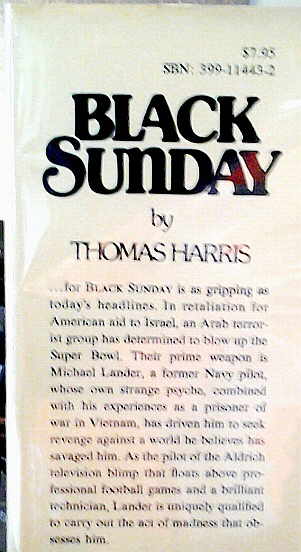 $7.95
SBN: 399-11443-2
BLACK
SUNDAY
by
THOMAS HARRIS
...for BLACK SUNDAY is as gripping as
today's headlines. In retaliation for
American aid to Israel, an Arab terror-
ist group has determined to blow up the
Super Bowl. Their prime weapon is
Michael Lander, a former Navy pilot,
whose own strange psyche, combined
with his experiences as a prisoner of
war in Vietnam, has driven him to seek
revenge against a world he believes has
savaged him. As the pilot of the Aldrich
television blimp that floats above pro-
fessional football games and a brilliant
technician, Lander is uniquely qualified
to carry out the act of madness that ob-
sesses him.